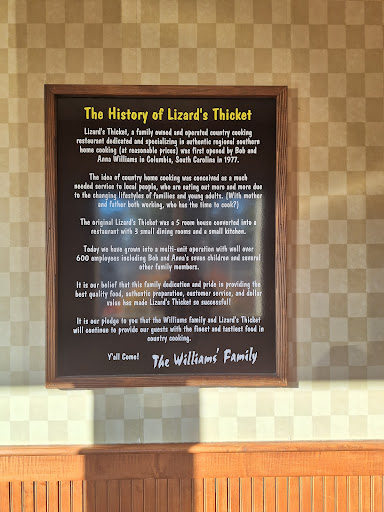 The History of Lizard's Thicket
Lizard's Thicket, a family owned and operated country cooking
restaurant dedicated and specializing in authentic regional southern
home cooking (at reasonable prices) was first opened by Bob and
Anna Williams in Columbia, South Carolina in 1977.
The idea of country home cooking was conceived as a much
needed service to local people, who are eating out more and more due
to the changing lifestyles of families and young adults. (With mother
and father both working, who has the time to cook?)
The original Lizard's Thicket was a 5 room house converted into a
restaurant with 3 small dining rooms and a small kitchen.
Today we have grown into a multi-unit operation with well over
600 employees including Bob and Anna's seven children and several
other family members.
It is our belief that this family dedication and pride in providing the
best quality food, authentic preparation, customer service, and dollar
value has made Lizard's Thicket so successful!
It is our pledge to you that the Williams family and Lizard's Thicket
will continue to provide our guests with the finest and tastiest food in
country cooking.
Y'all Come! The Williams' Family